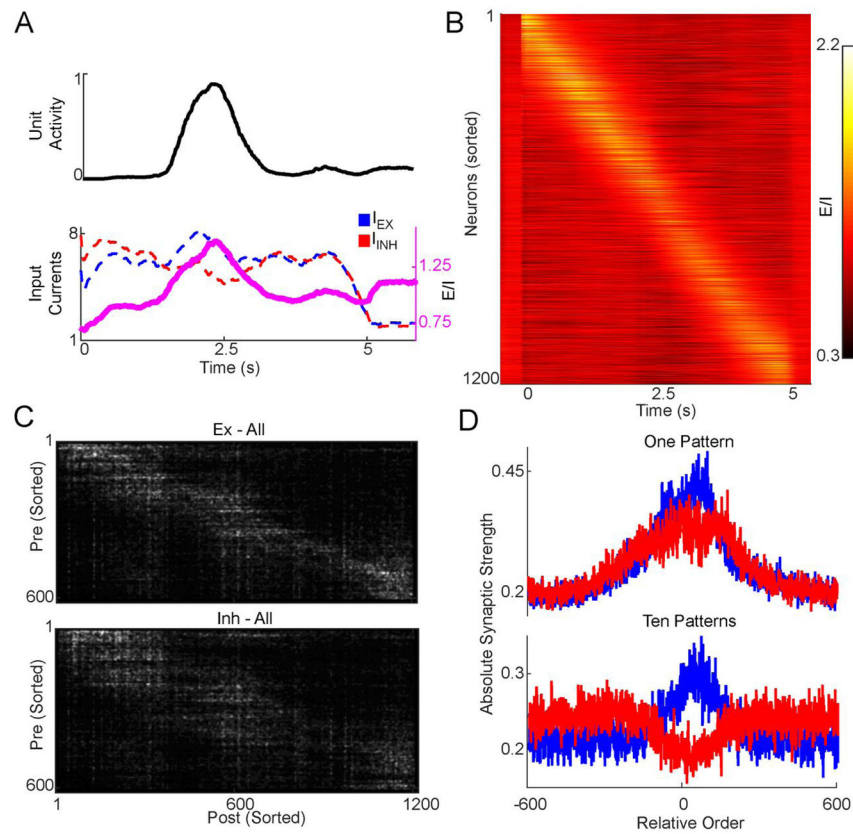 A
1
Unit
Activity
0
I EX
I INH
8
Input
Currents
1
1.25
E/I
0.75
0
2.5
5
Time (s)
B
1
Neurons (sorted)
1200
0
2.5
5
Time (s)
2.2
E/I
0.3
C
Ex - All
1
Pre (Sorted)
600
Inh - All
1
Pre (Sorted)
600
1
600
1200
Post (Sorted)
D
One Pattern
0.45
0.2
Absolute Synaptic Strength
Ten Patterns
0.3
0.2
-600
0
600
Relative Order